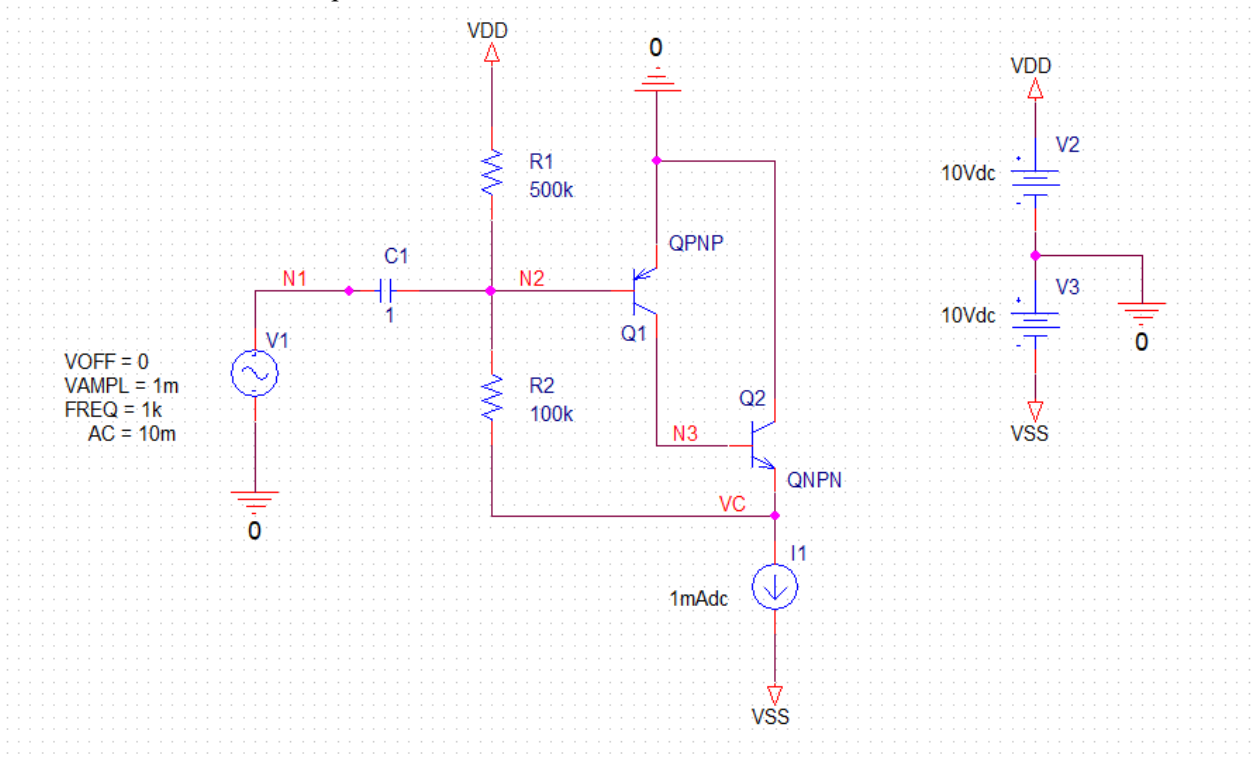 VDD
0
VDD
R1
500k
V2
10Vdc
QPNP
C1
N1
N2
1
V3
10Vdc
Q1
0
V1
VOFF = 0
VAMPL = 1m
FREQ = 1k
AC = 10m
R2
100k
Q2
N3
VSS
QNPN
VC
0
I1
1mAdc
VSS